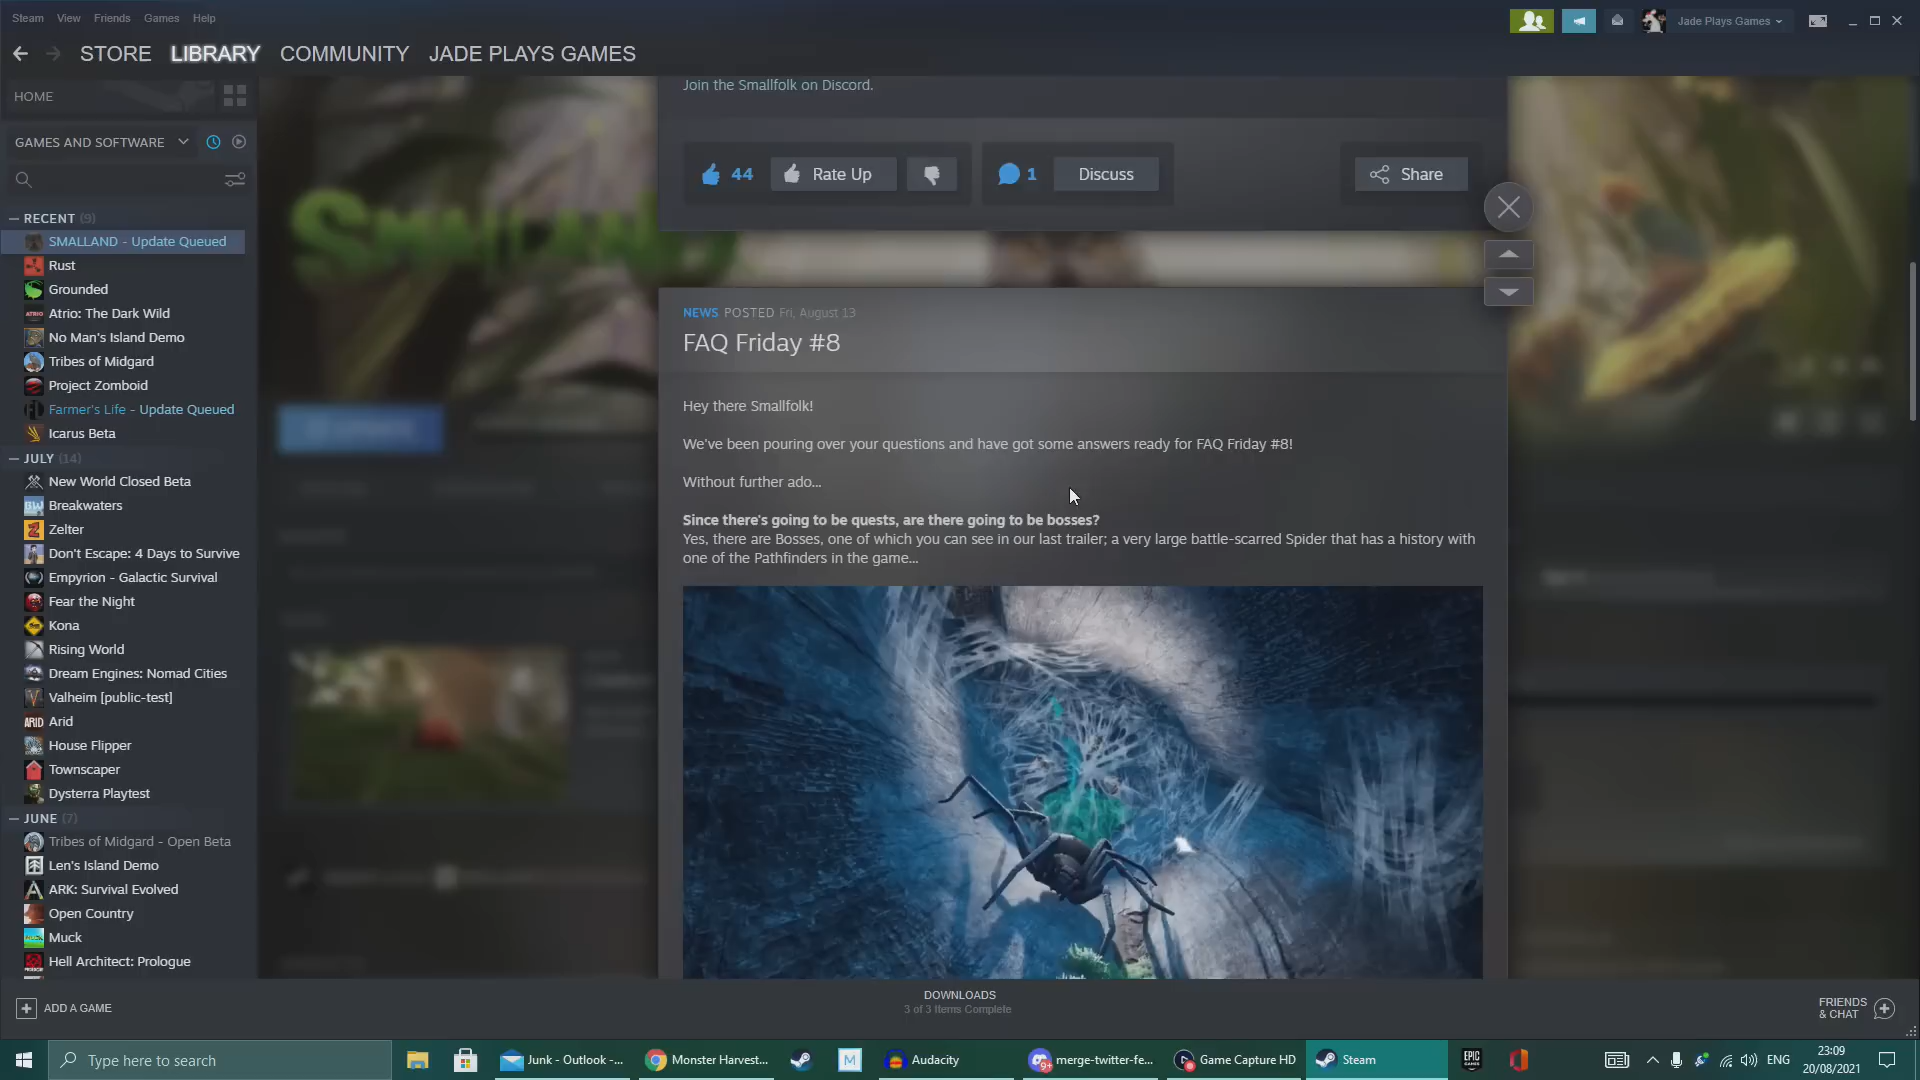 Steam View Friends Games Help
Jade Plays Games
STORE LIBRARY COMMUNITY JADE PLAYS GAMES
HOME
GAMES AND SOFTWARE
RECENT (9)
SMALLAND - Update Queued
Rust
Grounded
Atrio: The Dark Wild
No Man's Island Demo
Tribes of Midgard
Project Zomboid
Farmer's Life - Update Queued
Icarus Beta
JULY (14)
New World Closed Beta
Breakwaters
Zelter
Don't Escape: 4 Days to Survive
Empyrion - Galactic Survival
Fear the Night
Kona
Rising World
Dream Engines: Nomad Cities
Valheim [public-test]
Arid
House Flipper
Townscaper
Dysterra Playtest
JUNE (7)
Tribes of Midgard - Open Beta
Len's Island Demo
ARK: Survival Evolved
Open Country
Muck
Hell Architect: Prologue
SMALLAND
Join the Smallfolk on Discord.
44 Rate Up 1 Discuss Share
NEWS POSTED Fri, August 13
FAQ Friday #8
Hey there Smallfolk!
We've been pouring over your questions and have got some answers ready for FAQ Friday #8!
Without further ado...
Since there's going to be quests, are there going to be bosses?
Yes, there are Bosses, one of which you can see in our last trailer; a very large battle-scarred Spider that has a history with
one of the Pathfinders in the game...
ADD A GAME
DOWNLOADS
3 of 3 Items Complete
FRIENDS
& CHAT
Type here to search
Junk - Outlook -...
Monster Harvest...
Audacity
merge-twitter-fe...
Game Capture HD
Steam
ENG
23:09
20/08/2021